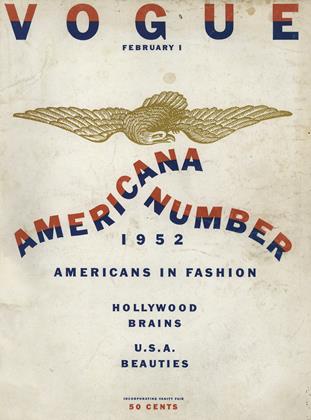 VOGUE
FEBRUARY 1
AMERICANA
NUMBER
1952
AMERICANS IN FASHION
HOLLYWOOD
BRAINS
U.S.A.
BEAUTIES
INCORPORATING VANITY FAIR
50 CENTS